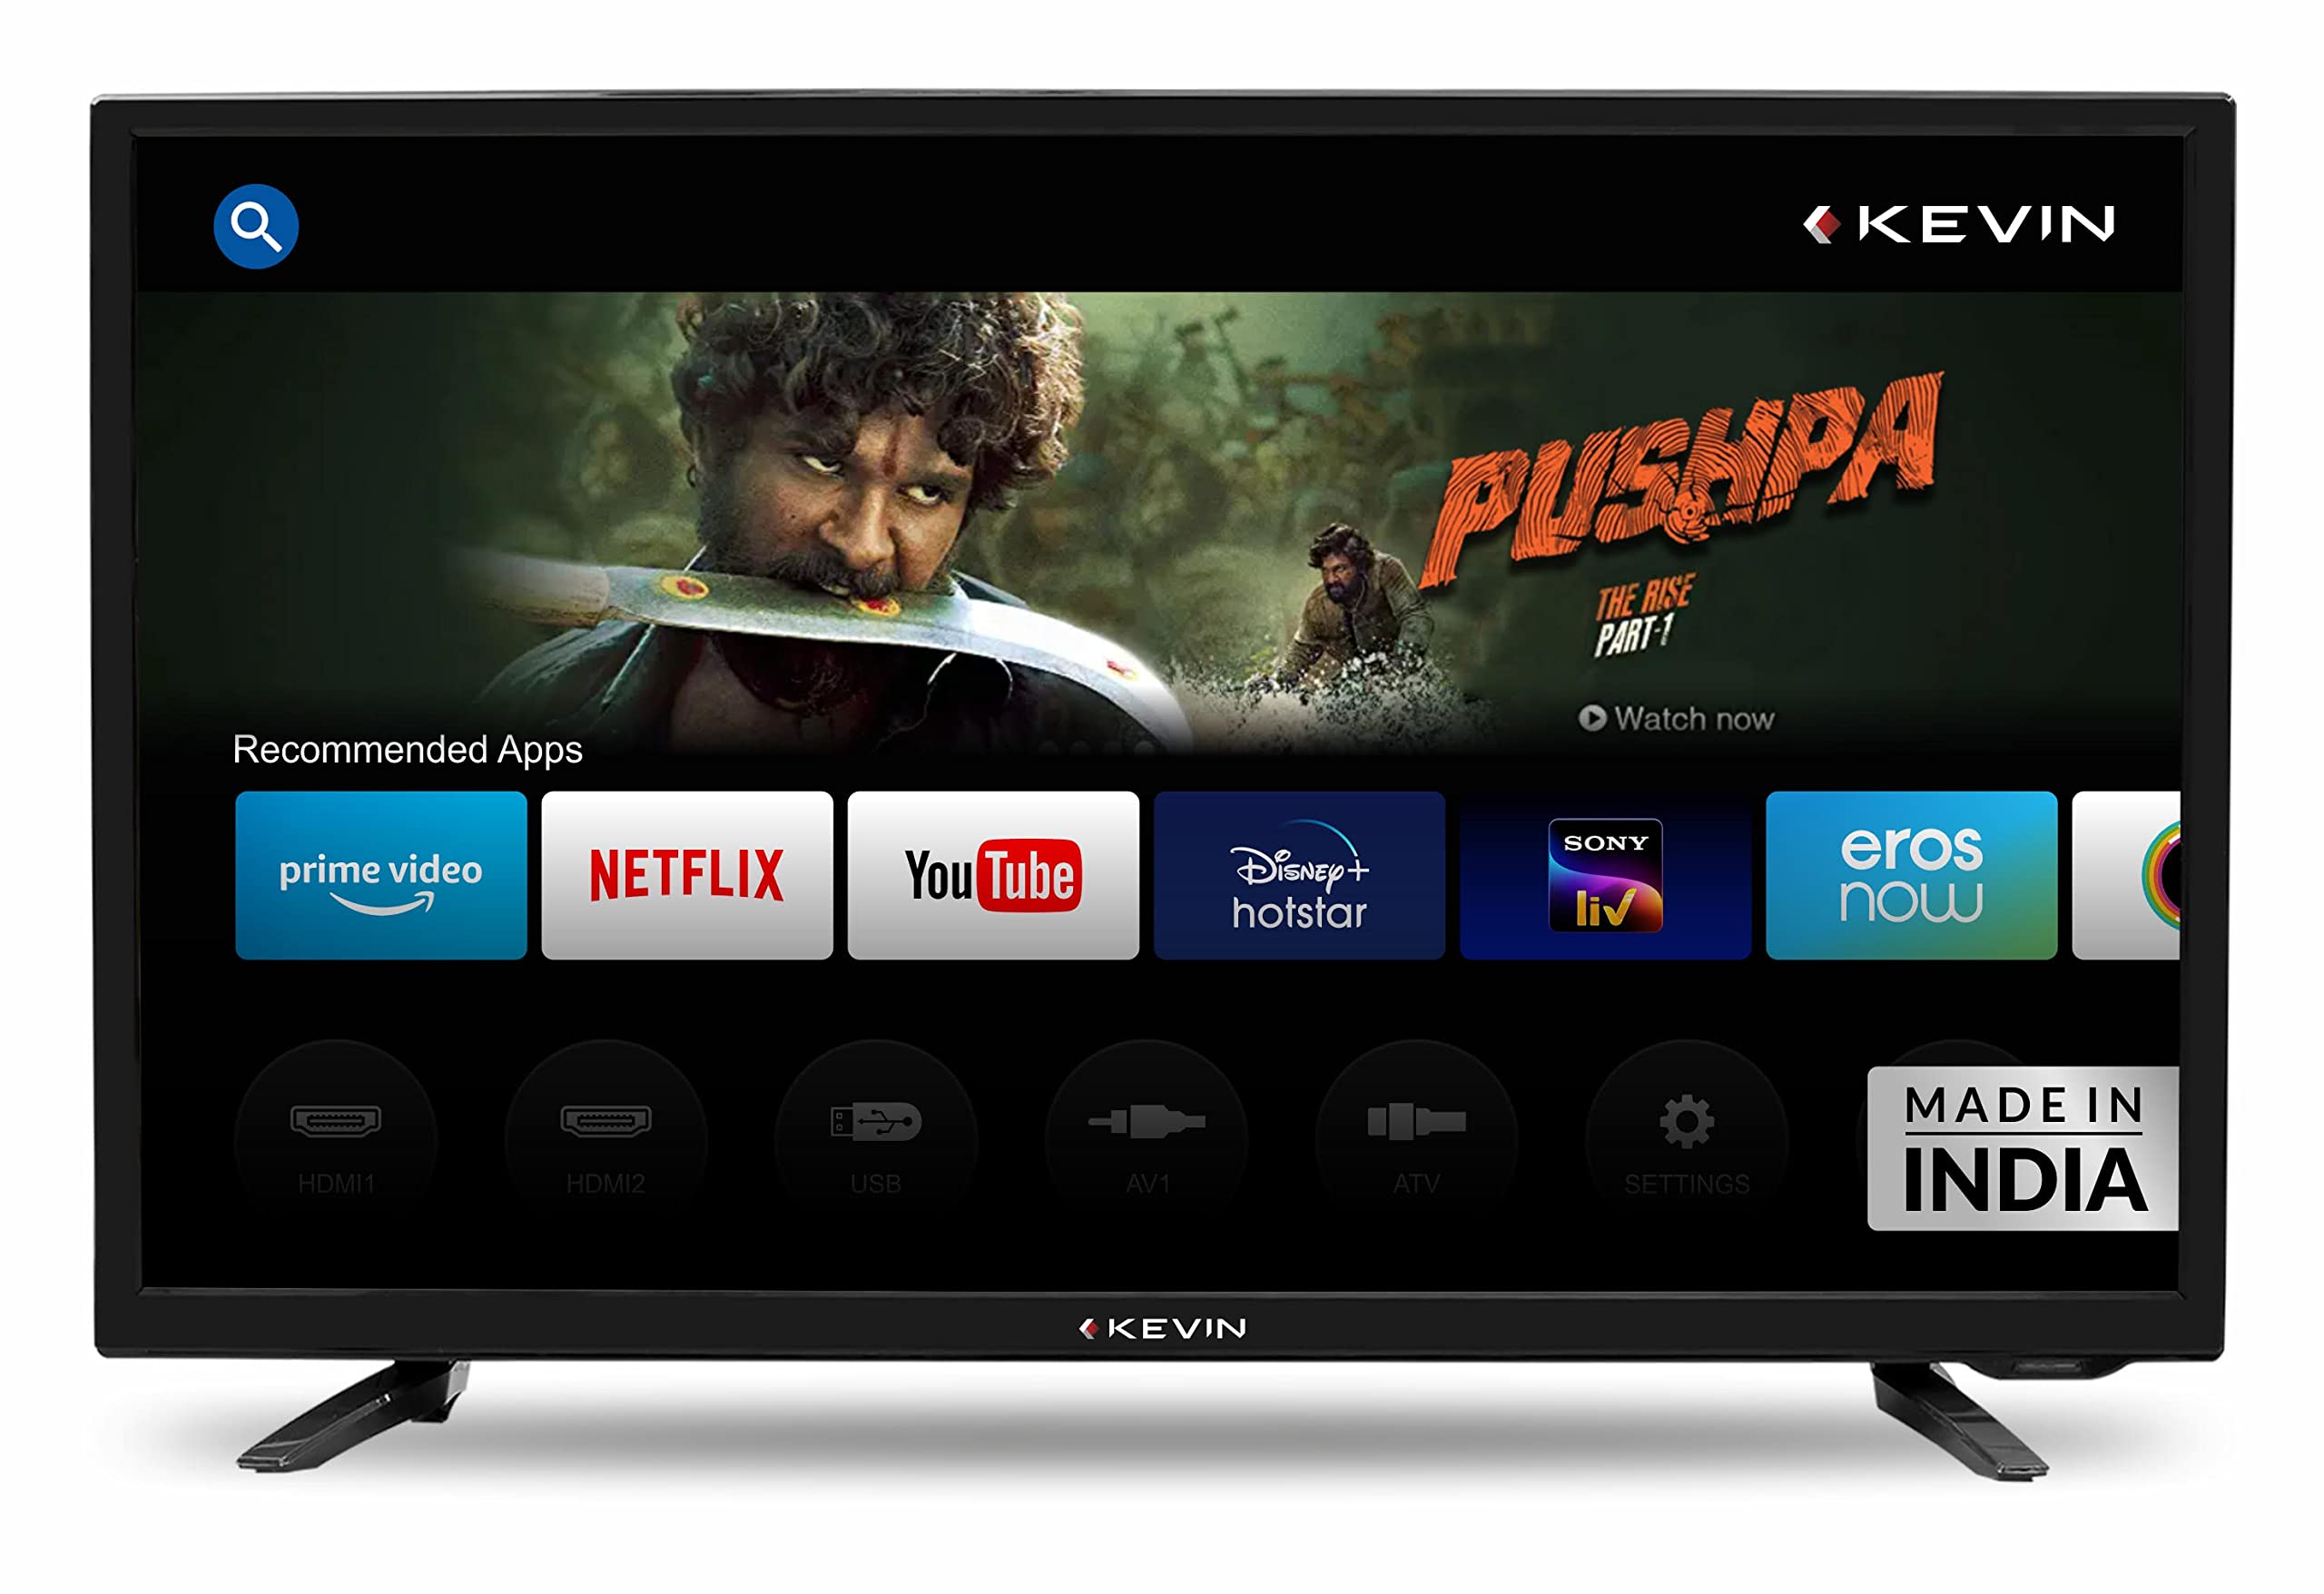 KEVIN
PUSHPA
THE RISE
PART-1
Watch now
Recommended Apps
prime video
NETFLIX
YouTube
Disney+
hotstar
SONY
liv
eros
now
HDMI1
HDMI2
USB
AV1
ATV
SETTINGS
MADE IN
INDIA
KEVIN